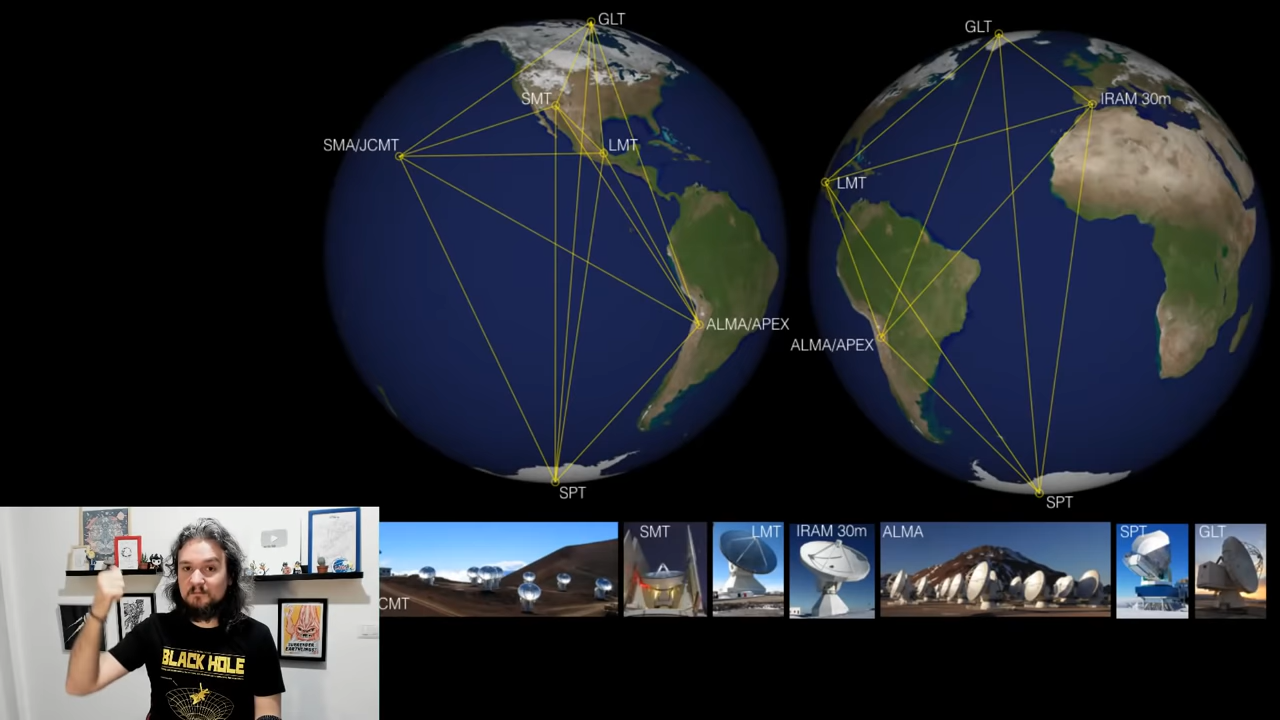 GLT
SMT
SMA/JCMT
LMT
ALMA/APEX
SPT
GLT
IRAM 30m
LMT
ALMA/APEX
SPT
CMT
SMT
LMT
IRAM 30m
ALMA
SPT
GLT
BLACK HOLE